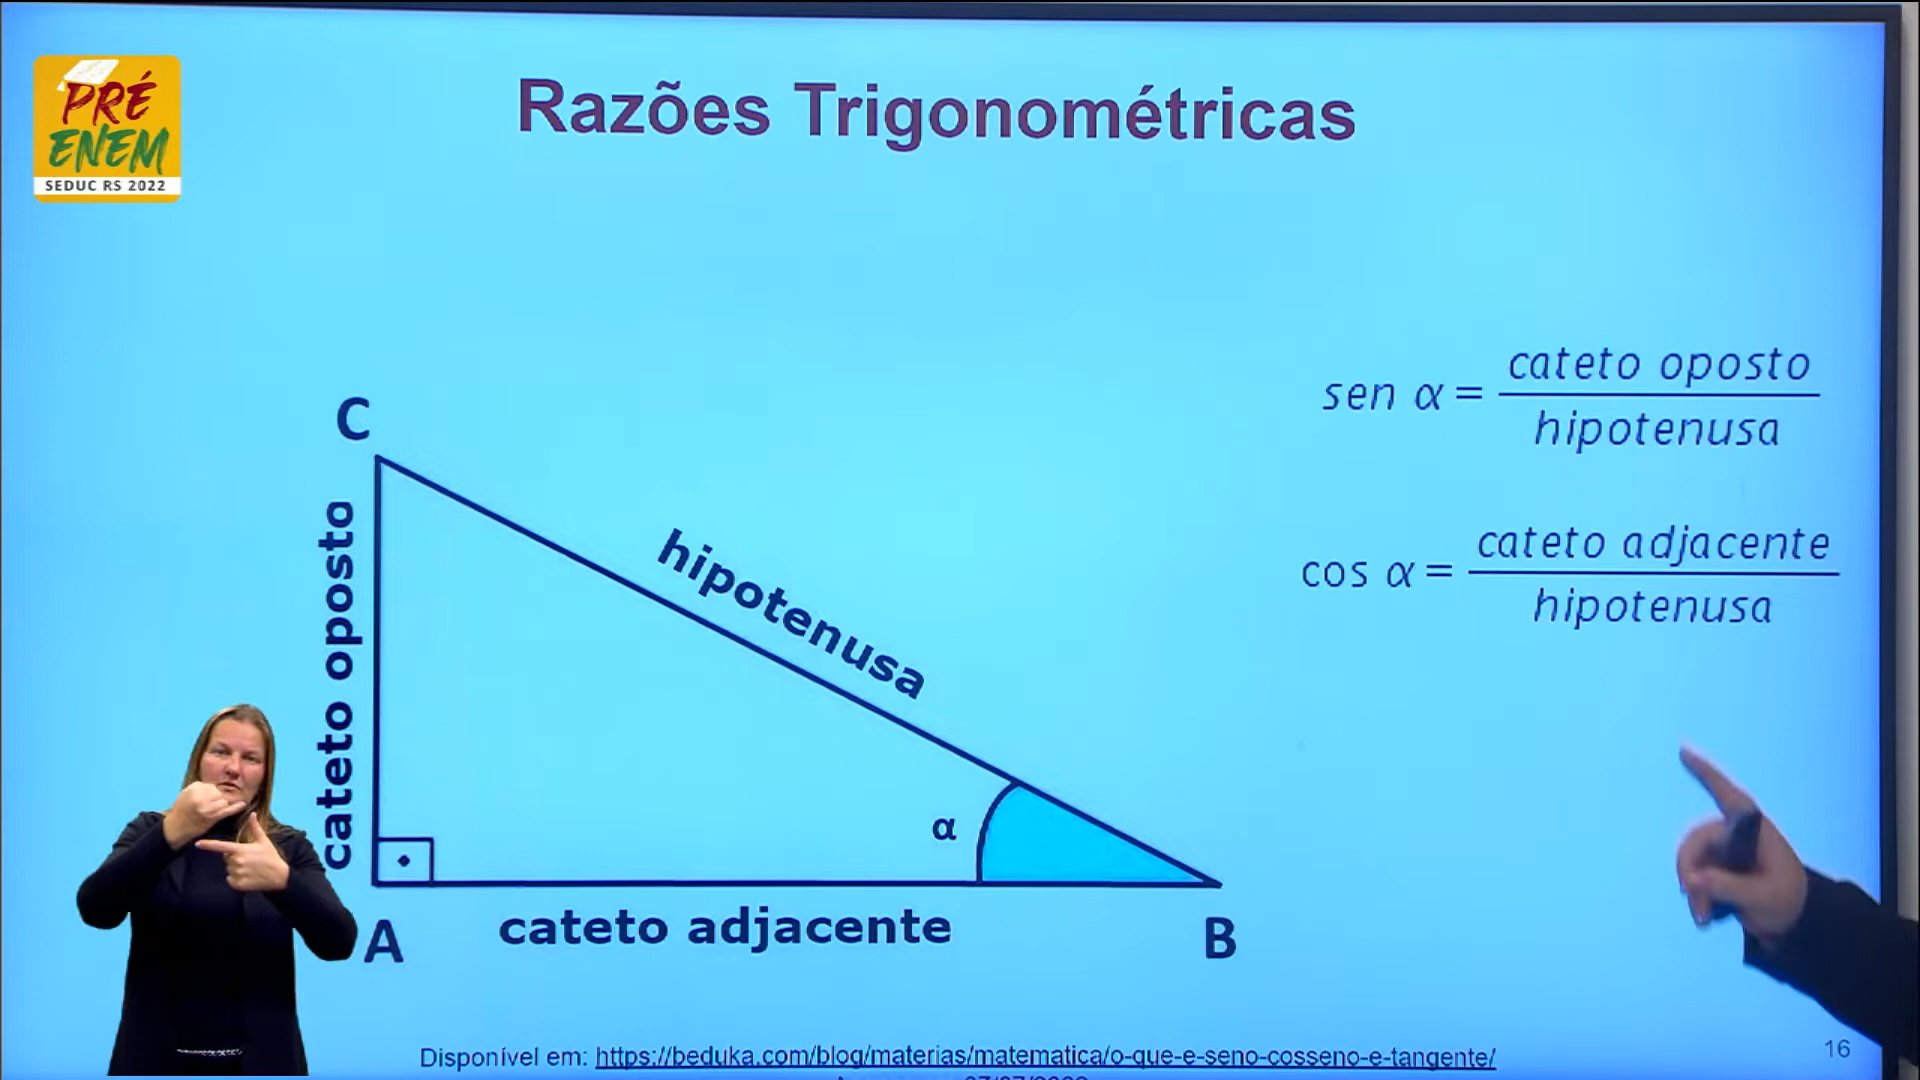 PRÉ
ENEM
SEDUC RS 2022
Razões Trigonométricas
sen α = cateto oposto
hipotenusa
cos α = cateto adjacente
hipotenusa
C
cateto oposto
hipotenusa
α
A
cateto adjacente
B
Disponível em: https://beduka.com/blog/materias/matematica/o-que-e-seno-cosseno-e-tangente/
16